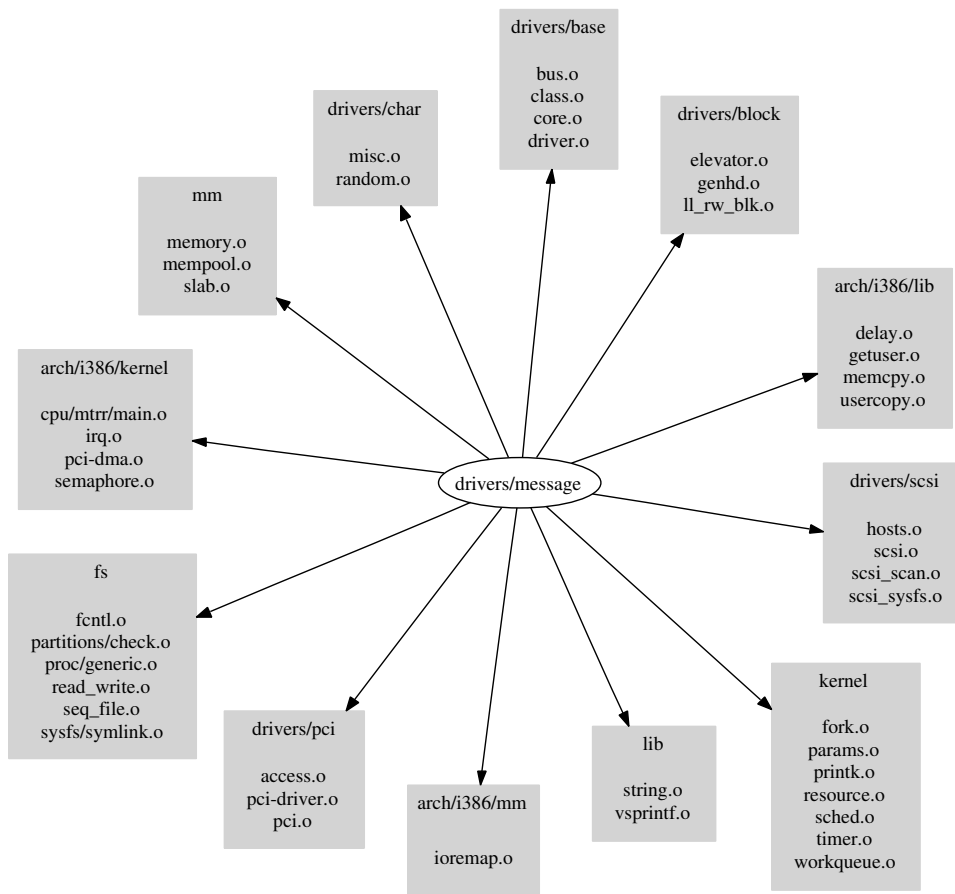 drivers/base
bus.o
class.o
core.o
driver.o
drivers/char
misc.o
random.o
drivers/block
elevator.o
genhd.o
ll_rw_blk.o
mm
memory.o
mempool.o
slab.o
arch/i386/lib
delay.o
getuser.o
memcpy.o
usercopy.o
arch/i386/kernel
cpu/mtrr/main.o
irq.o
pci-dma.o
semaphore.o
drivers/message
drivers/scsi
hosts.o
scsi.o
scsi_scan.o
scsi_sysfs.o
fs
fcntl.o
partitions/check.o
proc/generic.o
read_write.o
seq_file.o
sysfs/symlink.o
kernel
fork.o
params.o
printk.o
resource.o
sched.o
timer.o
workqueue.o
drivers/pci
access.o
pci-driver.o
pci.o
lib
string.o
vsprintf.o
arch/i386/mm
ioremap.o